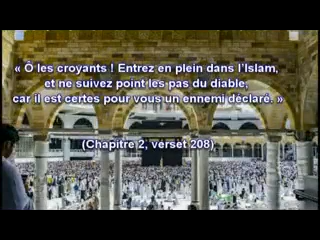 « Ô les croyants ! Entrez en plein dans l'Islam,
et ne suivez point les pas du diable,
car il est certes pour vous un ennemi déclaré. »
(Chapitre 2, verset 208)